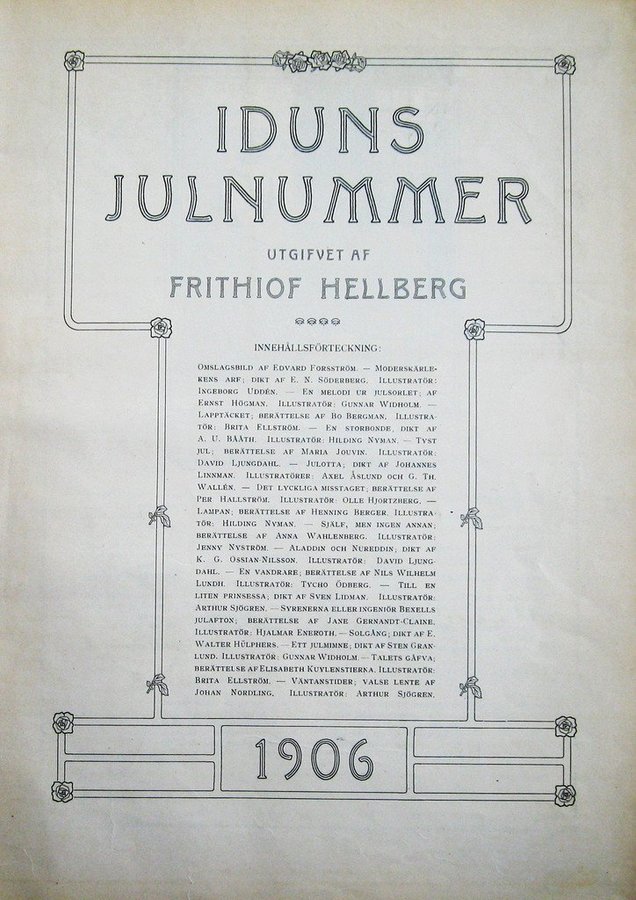 IDUNS
JULNUMMER
UTGIFVET AF
FRITHIOF HELLBERG
INNEHÅLLSFÖRTECKNING:
OMSLAGSBILD AF EDVARD FORSSTRÖM. — MODERSKÄRLE-
KENS ARF; DIKT AF E. N. SÖDERBERG. ILLUSTRATÖR:
INGEBORG UDDÉN. — EN MELODI UR JULSORLET; AF
ERNST HÖGMAN. ILLUSTRATÖR: GUNNAR WIDHOLM. —
LAPPTÄCKET; BERÄTTELSE AF BO BERGMAN. ILLUSTRA-
TÖR: BRITA ELLSTRÖM. — EN STORBONDE, DIKT AF
A. U. BÅÅTH. ILLUSTRATÖR: HILDING NYMAN. — TYST
JUL; BERÄTTELSE AF MARIA JOUVIN. ILLUSTRATÖR:
DAVID LJUNGDAHL. — JULOTTA; DIKT AF JOHANNES
LINNMAN. ILLUSTRATÖRER: AXEL ÅSLUND OCH G. TH.
WALLÉN. — DET LYCKLIGA MISSTAGET; BERÄTTELSE AF
PER HALLSTRÖM. ILLUSTRATÖR: OLLE HJORTZBERG. —
LAMPAN; BERÄTTELSE AF HENNING BERGER. ILLUSTRA-
TÖR: HILDING NYMAN. — SJÄLF, MEN INGEN ANNAN;
BERÄTTELSE AF ANNA WAHLENBERG. ILLUSTRATÖR:
JENNY NYSTRÖM. — ALADDIN OCH NUREDDIN; DIKT AF
K. G. OSSIAN-NILSSON. ILLUSTRATÖR: DAVID LJUNG-
DAHL. — EN VANDRARE; BERÄTTELSE AF NILS WILHELM
LUNDH. ILLUSTRATÖR: TYCHO ÖDBERG. — TILL EN
LITEN PRINSESSA; DIKT AF SVEN LIDMAN. ILLUSTRATÖR:
ARTHUR SJÖGREN. — SYRENERNA ELLER INGENIÖR BEXELLS
JULAFTON; BERÄTTELSE AF JANE GERNANDT-CLAINE.
ILLUSTRATÖR: HJALMAR ENEROTH. — SOLGÅNG; DIKT AF E.
WALTER HÜLPHERS. — ETT JULMINNE; DIKT AF STEN GRAN-
LUND. ILLUSTRATÖR: GUNNAR WIDHOLM. — TALETS GÅFVA;
BERÄTTELSE AF ELISABETH KUYLENSTIERNA. ILLUSTRATÖR:
BRITA ELLSTRÖM. — VÄNTANSTIDER; VALSE LENTE AF
JOHAN NORDLING. ILLUSTRATÖR: ARTHUR SJÖGREN.
1906